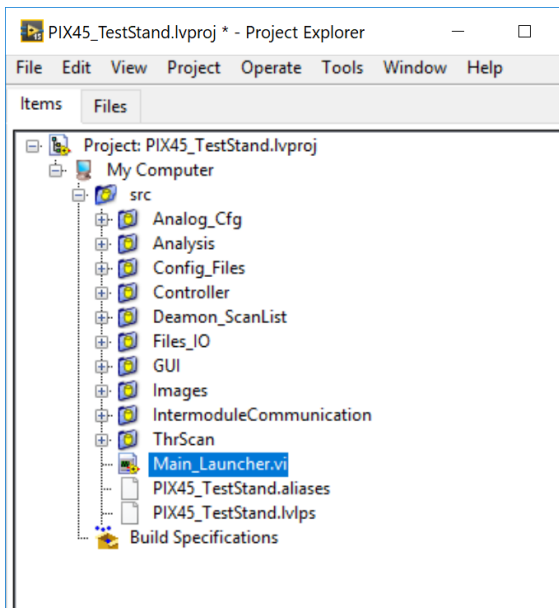 PIX45_TestStand.lvproj * - Project Explorer
File Edit View Project Operate Tools Window Help
Items Files
Project: PIX45_TestStand.lvproj
My Computer
src
Analog_Cfg
Analysis
Config_Files
Controller
Deamon_ScanList
Files_IO
GUI
Images
IntermoduleCommunication
ThrScan
Main_Launcher.vi
PIX45_TestStand.aliases
PIX45_TestStand.lvlps
Build Specifications